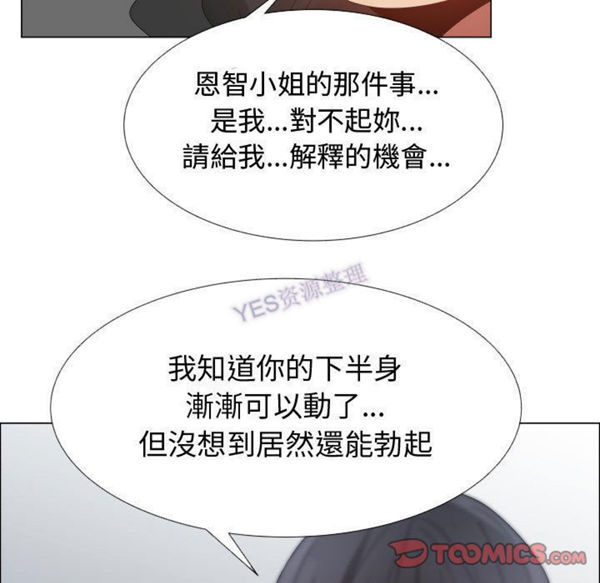 恩智小姐的那件事...
是我...對不起妳...
請給我...解釋的機會...
YES资源整理
我知道你的下半身
漸漸可以動了...
但沒想到居然還能勃起
TOOMICS.COM